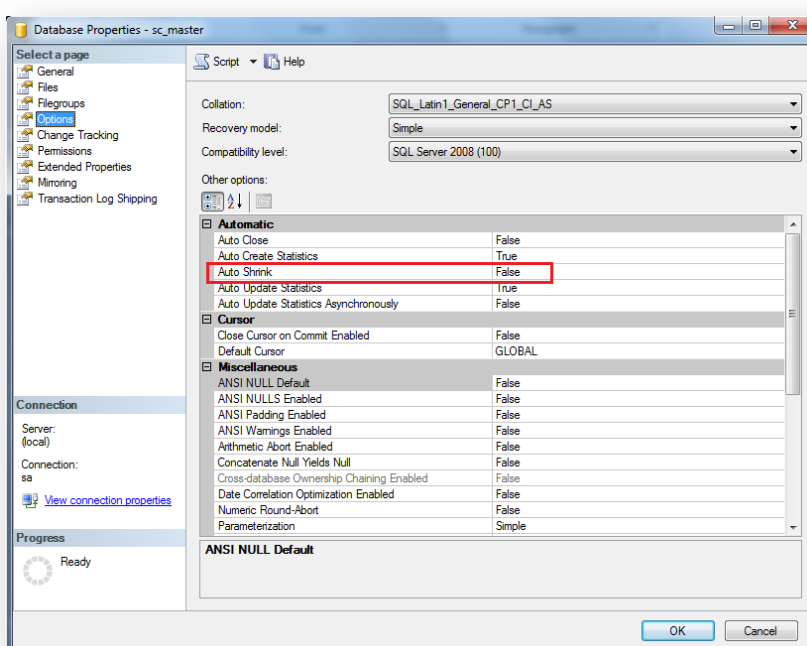 Database Properties - sc_master
Select a page
General
Files
Filegroups
Options
Change Tracking
Permissions
Extended Properties
Mirroring
Transaction Log Shipping
Connection
Server:
(local)
Connection:
sa
View connection properties
Progress
Ready
Script Help
Collation: SQL_Latin1_General_CP1_CI_AS
Recovery model: Simple
Compatibility level: SQL Server 2008 (100)
Other options:
Automatic
Auto Close False
Auto Create Statistics True
Auto Shrink False
Auto Update Statistics True
Auto Update Statistics Asynchronously False
Cursor
Close Cursor on Commit Enabled False
Default Cursor GLOBAL
Miscellaneous
ANSI NULL Default False
ANSI NULLS Enabled False
ANSI Padding Enabled False
ANSI Warnings Enabled False
Arithmetic Abort Enabled False
Concatenate Null Yields Null False
Cross-database Ownership Chaining Enabled False
Date Correlation Optimization Enabled False
Numeric Round-Abort False
Parameterization Simple
ANSI NULL Default
OK Cancel